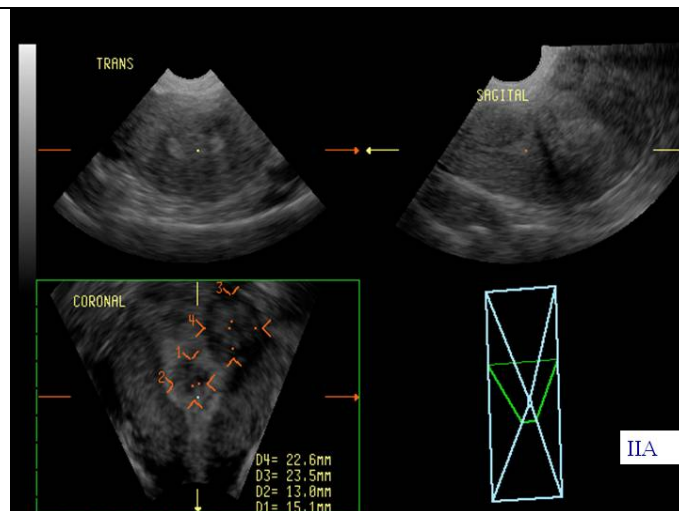 TRANS
SAGITAL
CORONAL
3
4
1
2
D4= 22.6MM
D3= 23.5MM
D2= 13.0MM
D1= 15.1MM
IIA